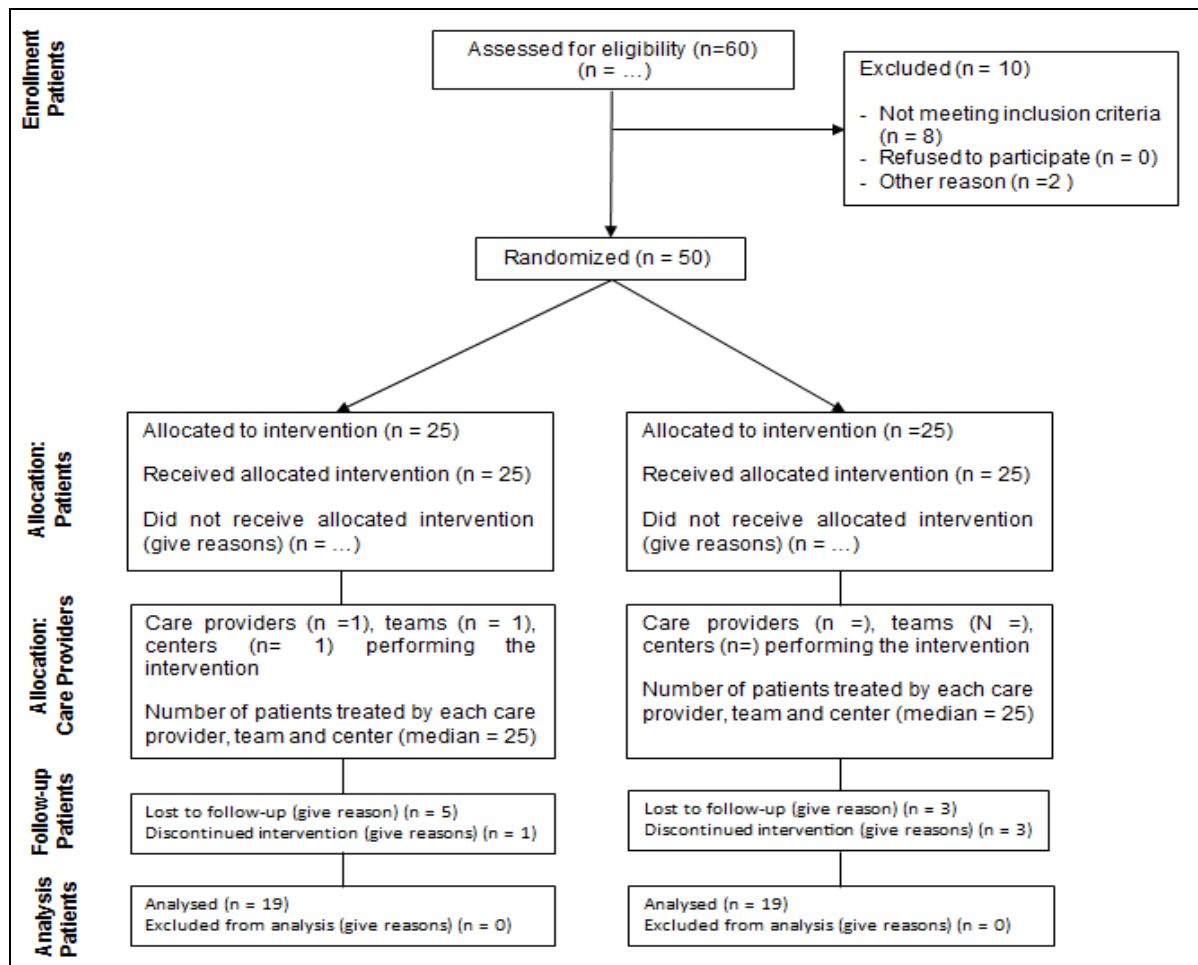 Enrollment
Patients
Assessed for eligibility (n=60)
(n = ...)
Excluded (n = 10)
- Not meeting inclusion criteria
(n = 8)
- Refused to participate (n = 0)
- Other reason (n =2 )
Randomized (n = 50)
Allocation:
Patients
Allocated to intervention (n = 25)
Received allocated intervention (n = 25)
Did not receive allocated intervention
(give reasons) (n = ...)
Allocated to intervention (n =25)
Received allocated intervention (n = 25)
Did not receive allocated intervention
(give reasons) (n = ...)
Allocation:
Care Providers
Care providers (n =1), teams (n = 1),
centers (n= 1) performing the
intervention
Number of patients treated by each care
provider, team and center (median = 25)
Care providers (n =), teams (N =),
centers (n=) performing the intervention
Number of patients treated by each care
provider, team and center (median = 25)
Follow-up
Patients
Lost to follow-up (give reason) (n = 5)
Discontinued intervention (give reasons) (n = 1)
Lost to follow-up (give reason) (n = 3)
Discontinued intervention (give reasons) (n = 3)
Analysis
Patients
Analysed (n = 19)
Excluded from analysis (give reasons) (n = 0)
Analysed (n = 19)
Excluded from analysis (give reasons) (n = 0)